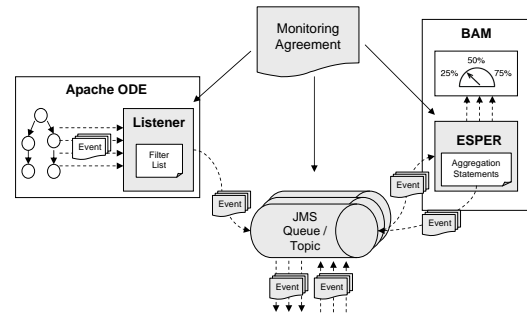 Monitoring
Agreement
BAM
50%
25%
75%
Apache ODE
Listener
Event
Filter
List
ESPER
Aggregation
Statements
Event
Event
Event
JMS
Queue /
Topic
Event
Event